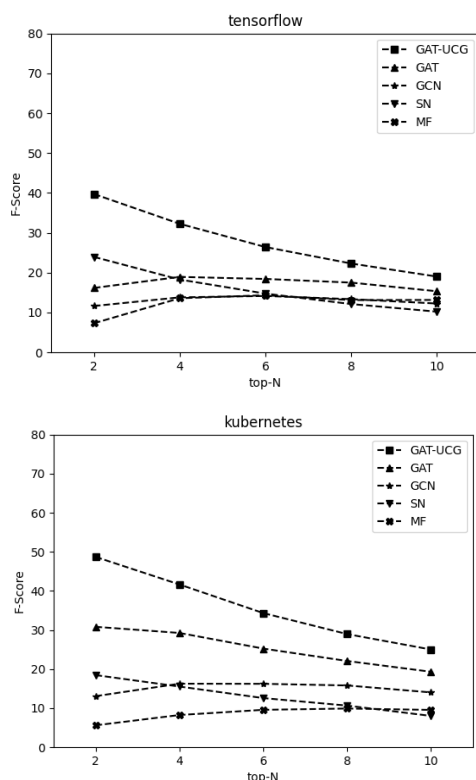 tensorflow
80
70
60
50
40
30
20
10
0
F-Score
2 4 6 8 10
top-N
GAT-UCG
GAT
GCN
SN
MF
kubernetes
80
70
60
50
40
30
20
10
0
F-Score
2 4 6 8 10
top-N
GAT-UCG
GAT
GCN
SN
MF